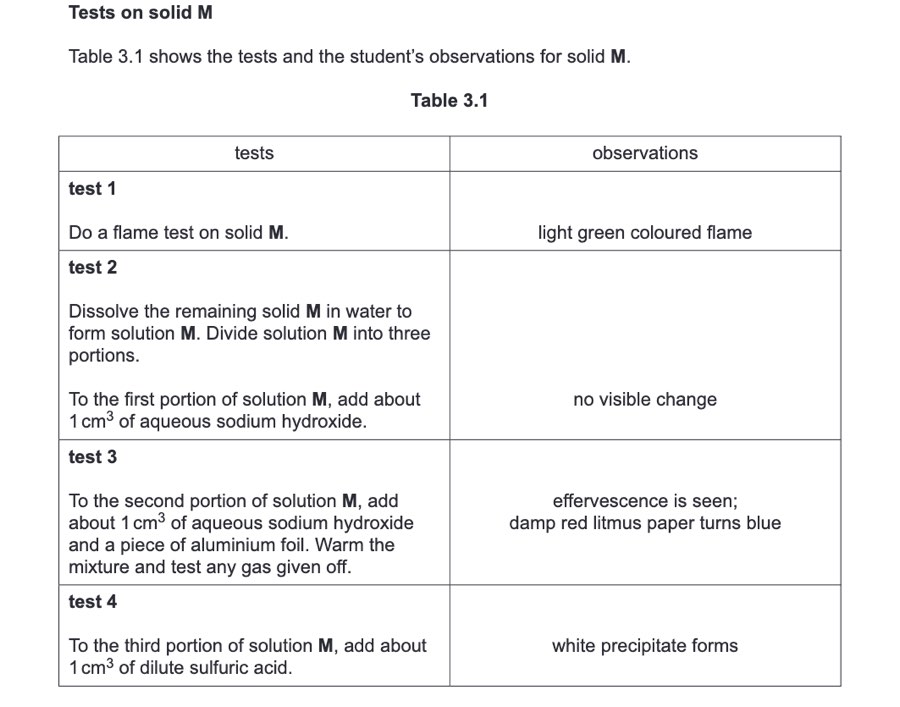 Tests on solid M
Table 3.1 shows the tests and the student's observations for solid M.
Table 3.1
tests
observations
test 1
Do a flame test on solid M.
light green coloured flame
test 2
Dissolve the remaining solid M in water to
form solution M. Divide solution M into three
portions.
To the first portion of solution M, add about
1 cm³ of aqueous sodium hydroxide.
no visible change
test 3
To the second portion of solution M, add
about 1 cm³ of aqueous sodium hydroxide
and a piece of aluminium foil. Warm the
mixture and test any gas given off.
effervescence is seen;
damp red litmus paper turns blue
test 4
To the third portion of solution M, add about
1 cm³ of dilute sulfuric acid.
white precipitate forms